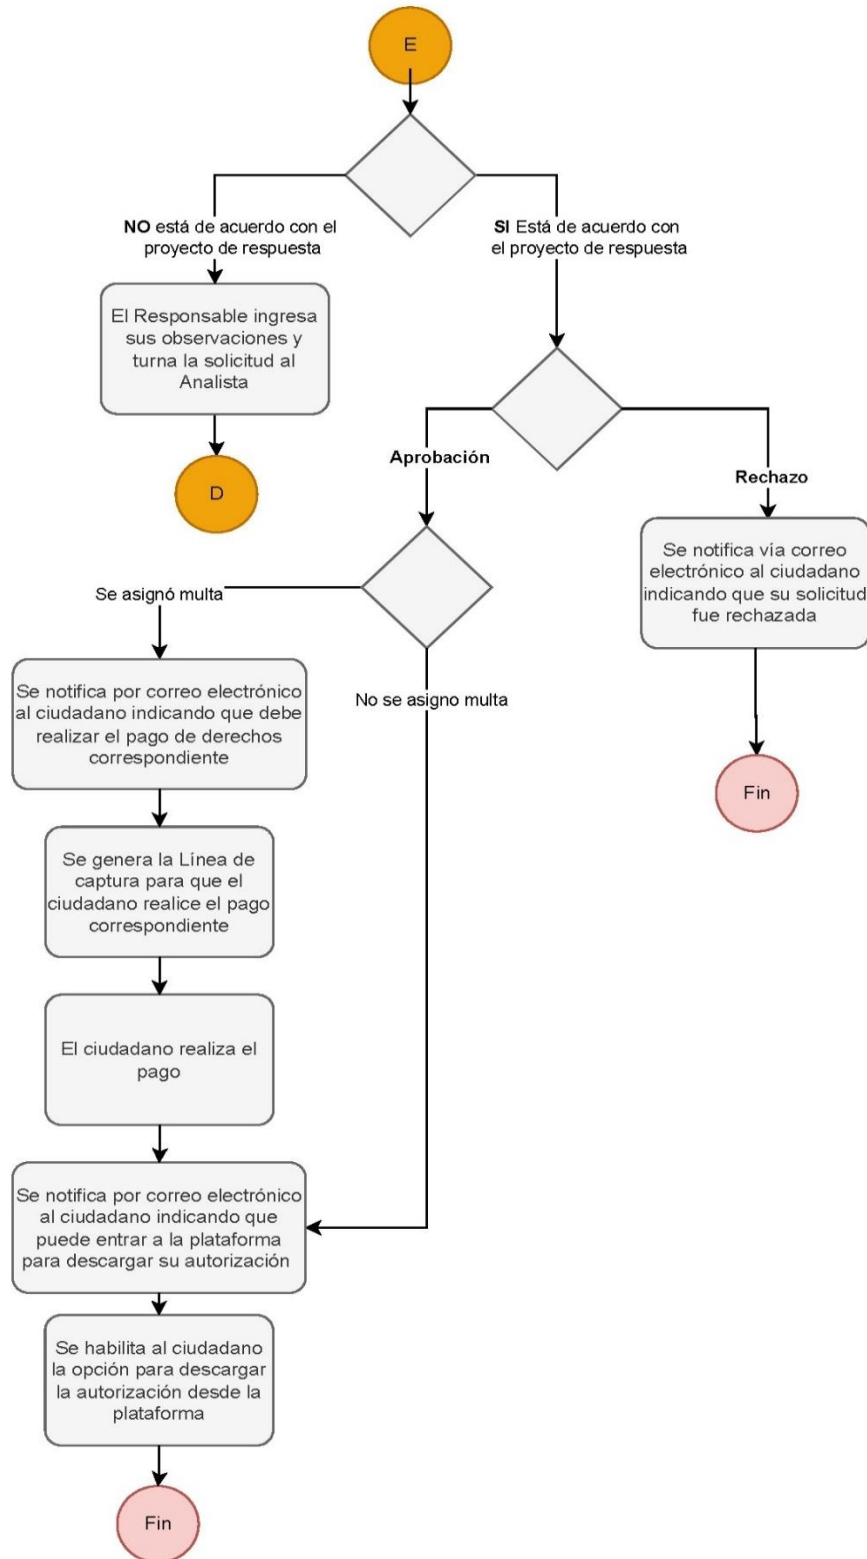 E
NO está de acuerdo con el
proyecto de respuesta
SI Está de acuerdo con
el proyecto de respuesta
El Responsable ingresa
sus observaciones y
turna la solicitud al
Analista
D
Aprobación
Rechazo
Se notifica vía correo
electrónico al ciudadano
indicando que su solicitud
fue rechazada
Fin
Se asignó multa
No se asigno multa
Se notifica por correo electrónico
al ciudadano indicando que debe
realizar el pago de derechos
correspondiente
Se genera la Línea de
captura para que el
ciudadano realice el pago
correspondiente
El ciudadano realiza el
pago
Se notifica por correo electrónico
al ciudadano indicando que
puede entrar a la plataforma
para descargar su autorización
Se habilita al ciudadano
la opción para descargar
la autorización desde la
plataforma
Fin